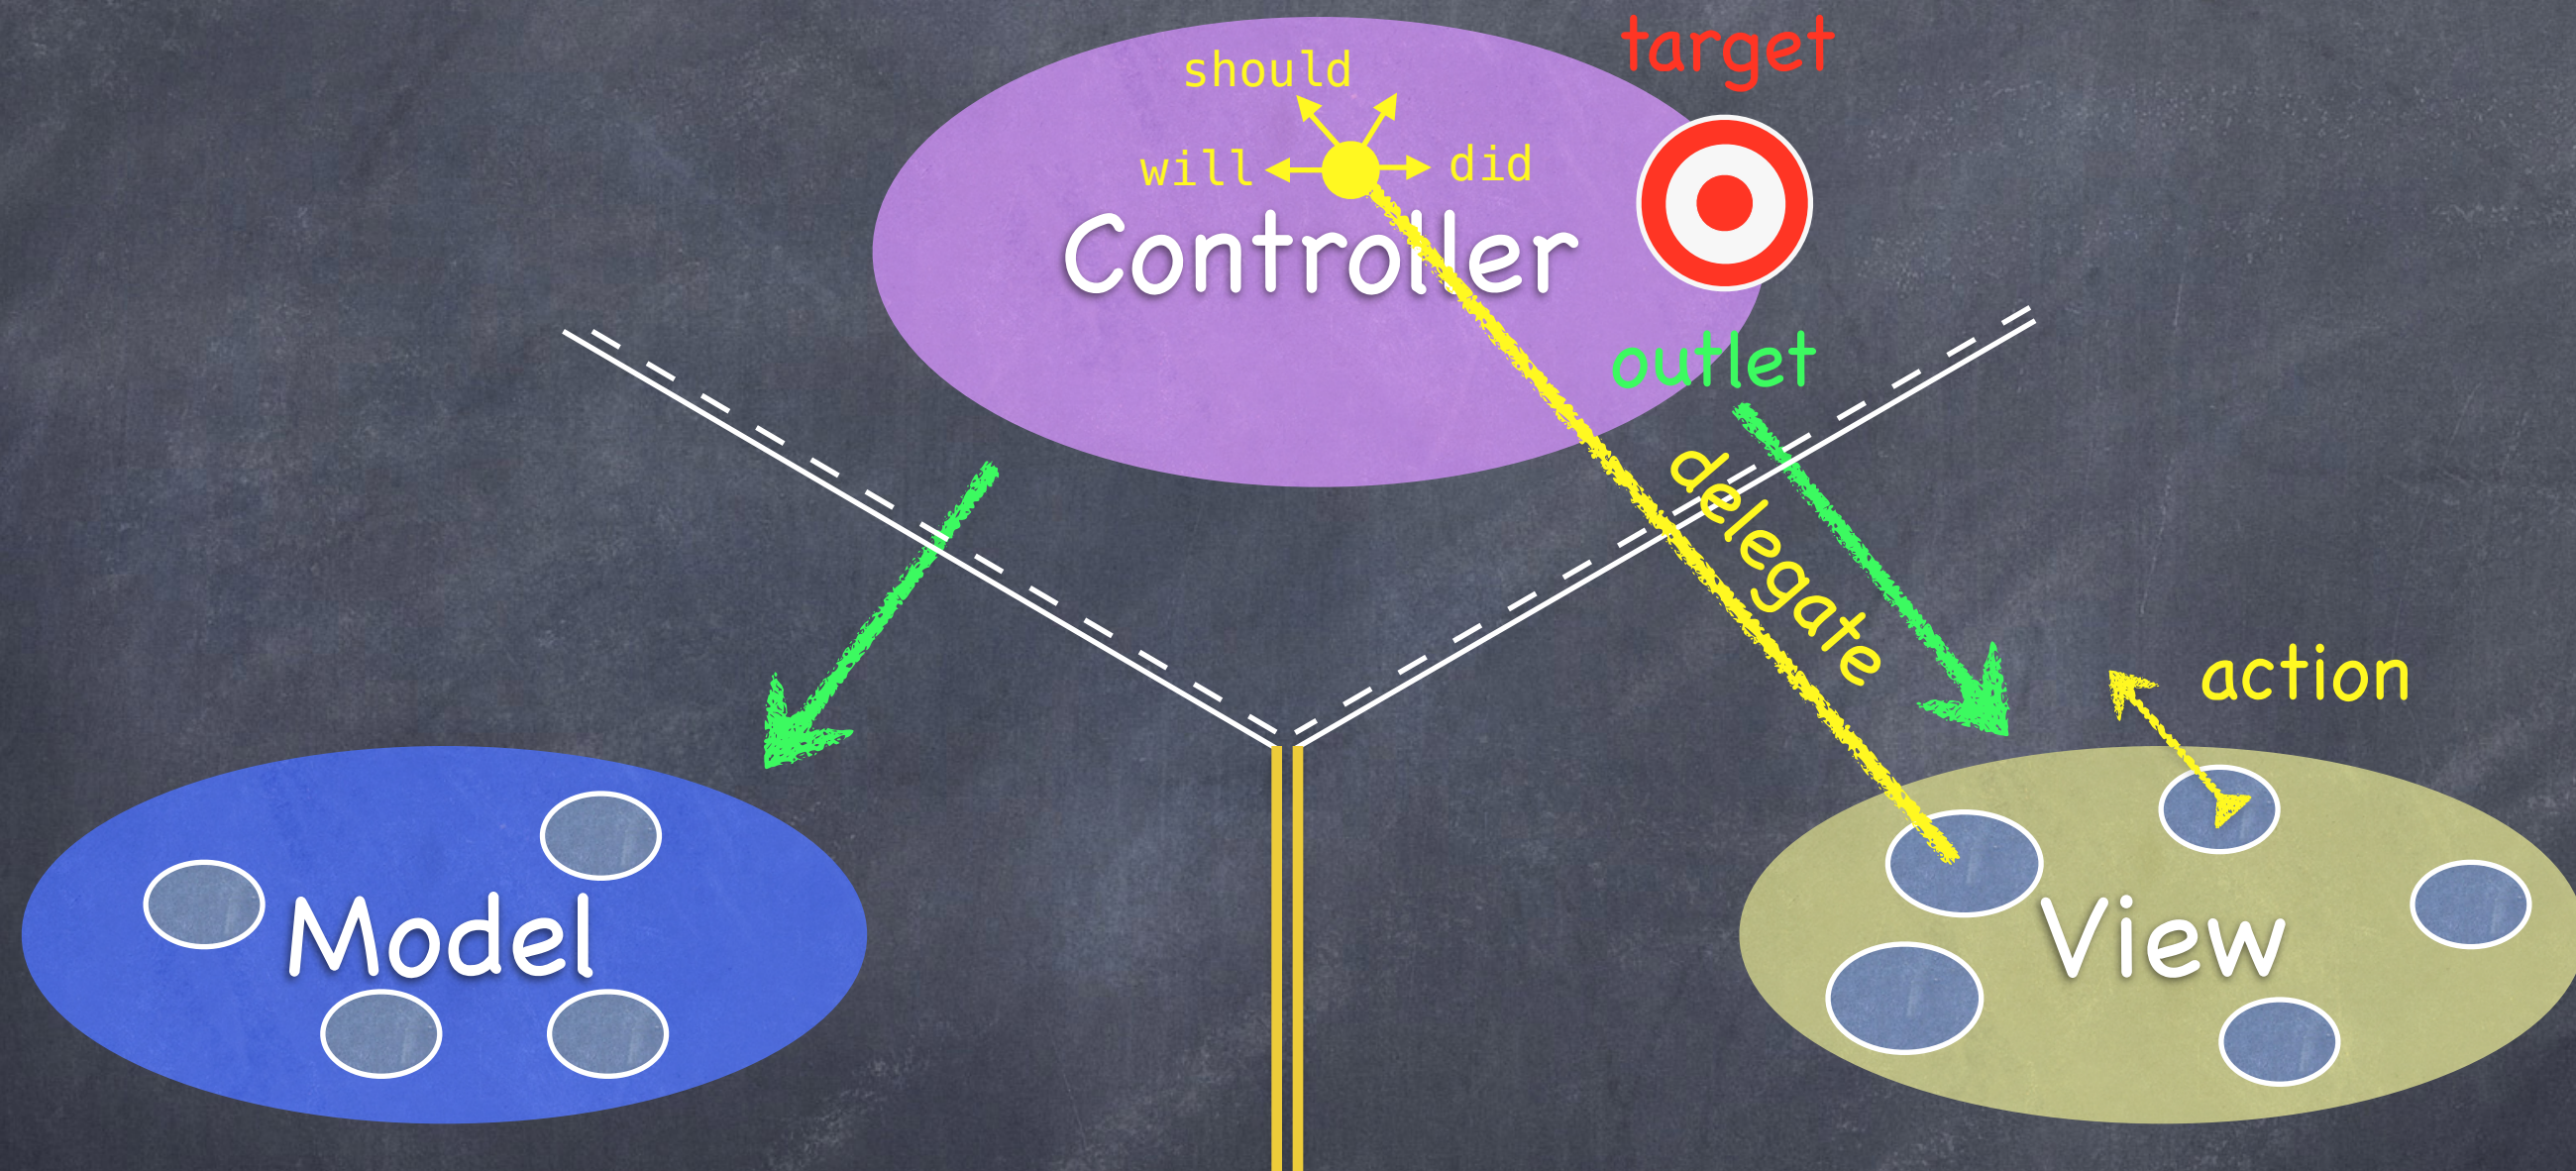 target
should
will
did
Controller
outlet
delegate
action
Model
View